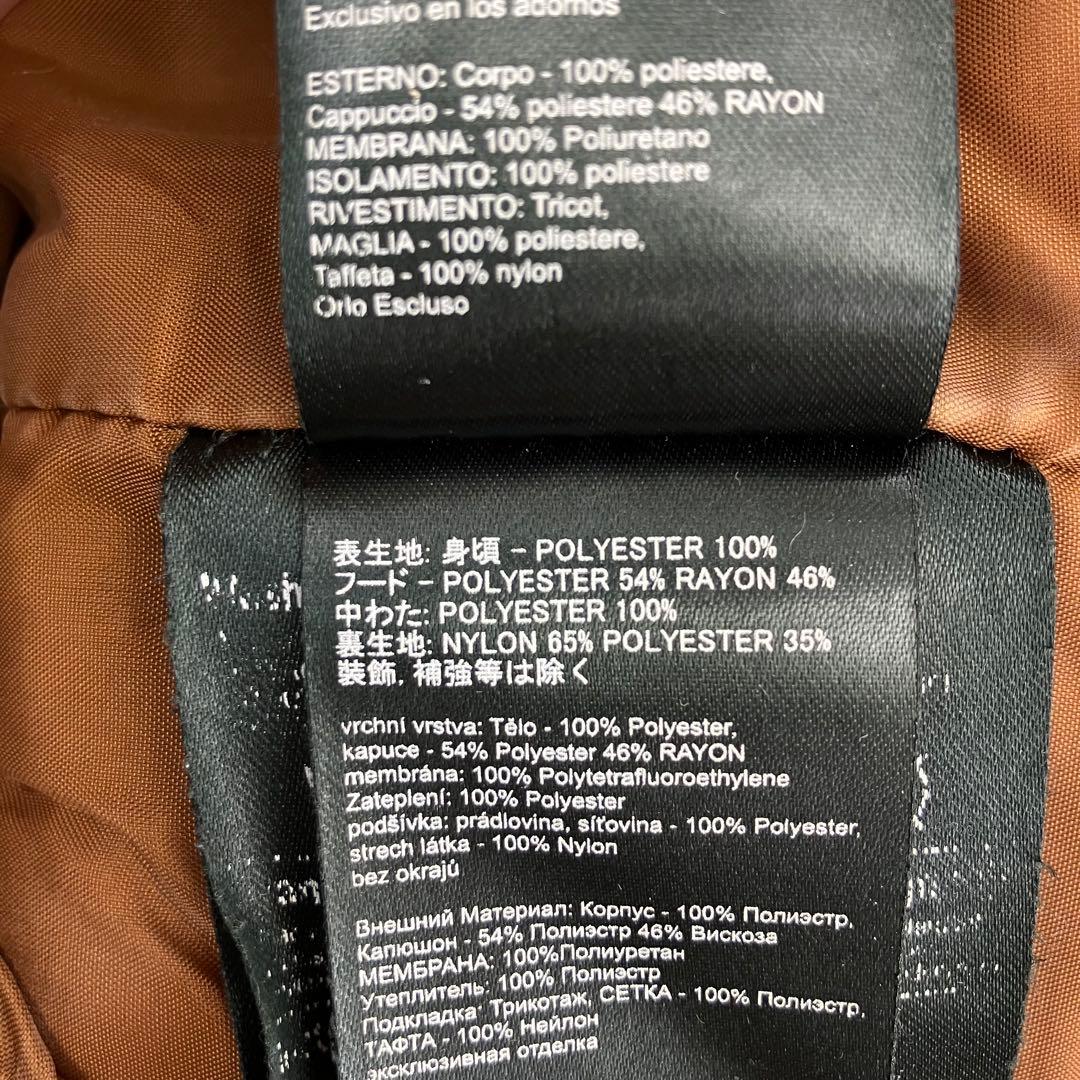 Exclusivo en los adornos
ESTERNO: Corpo - 100% poliestere,
Cappuccio - 54% poliestere 46% RAYON
MEMBRANA: 100% Poliuretano
ISOLAMENTO: 100% poliestere
RIVESTIMENTO: Tricot,
MAGLIA - 100% poliestere,
Taffeta - 100% nylon
Orlo Escluso
表生地: 身頃 – POLYESTER 100%
フード – POLYESTER 54% RAYON 46%
中わた: POLYESTER 100%
裏生地: NYLON 65% POLYESTER 35%
装飾, 補強等は除く
vrchní vrstva: Tělo - 100% Polyester,
kapuce - 54% Polyester 46% RAYON
membrána: 100% Polytetrafluoroethylene
Zateplení: 100% Polyester
podšívka: prádlovina, síťovina - 100% Polyester,
strech látka - 100% Nylon
bez okrajů
Внешний Материал: Корпус - 100% Полиэстр,
Капюшон - 54% Полиэстр 46% Вискоза
МЕМБРАНА: 100%Полиуретан
Утеплитель: 100% Полиэстр
Подкладка: Трикотаж, СЕТКА - 100% Полиэстр,
ТАФТА - 100% Нейлон
эксклюзивная отделка